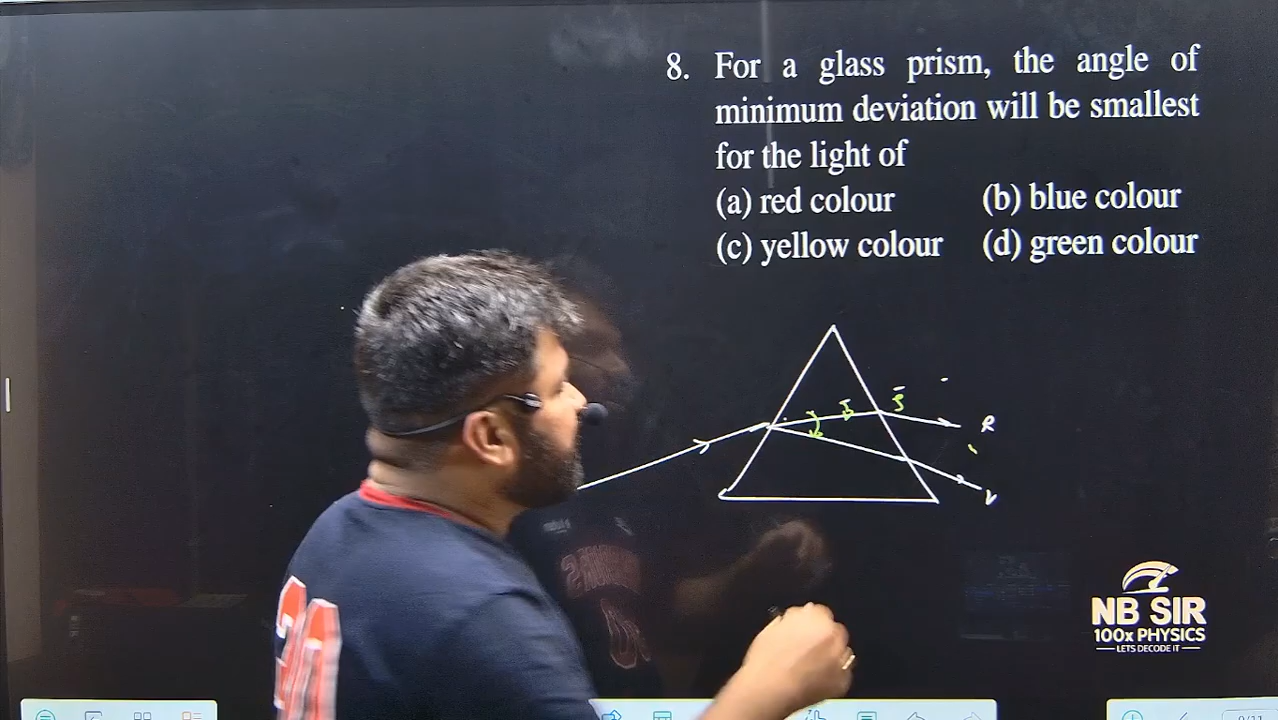 8. For a glass prism, the angle of
minimum deviation will be smallest
for the light of
(a) red colour (b) blue colour
(c) yellow colour (d) green colour
R
V
NB SIR
100x PHYSICS
LETS DECODE IT